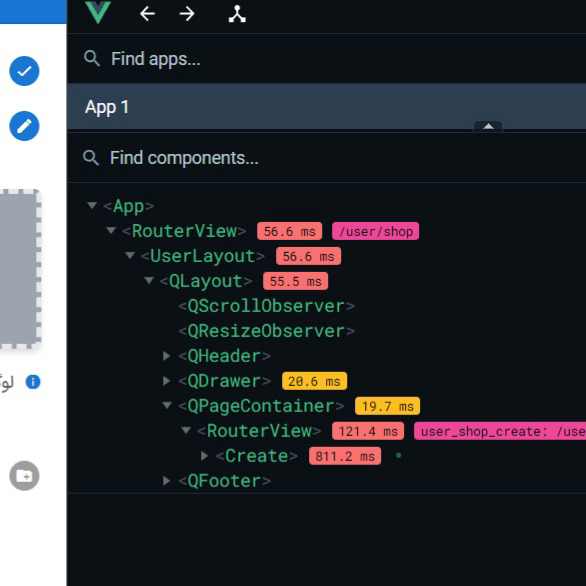 Find apps...
App 1
Find components...
<App>
<RouterView> 56.6 ms /user/shop
<UserLayout> 56.6 ms
<QLayout> 55.5 ms
<QScrollObserver>
<QResizeObserver>
<QHeader>
<QDrawer> 20.6 ms
<QPageContainer> 19.7 ms
<RouterView> 121.4 ms user_shop_create: /use
<Create> 811.2 ms
<QFooter>